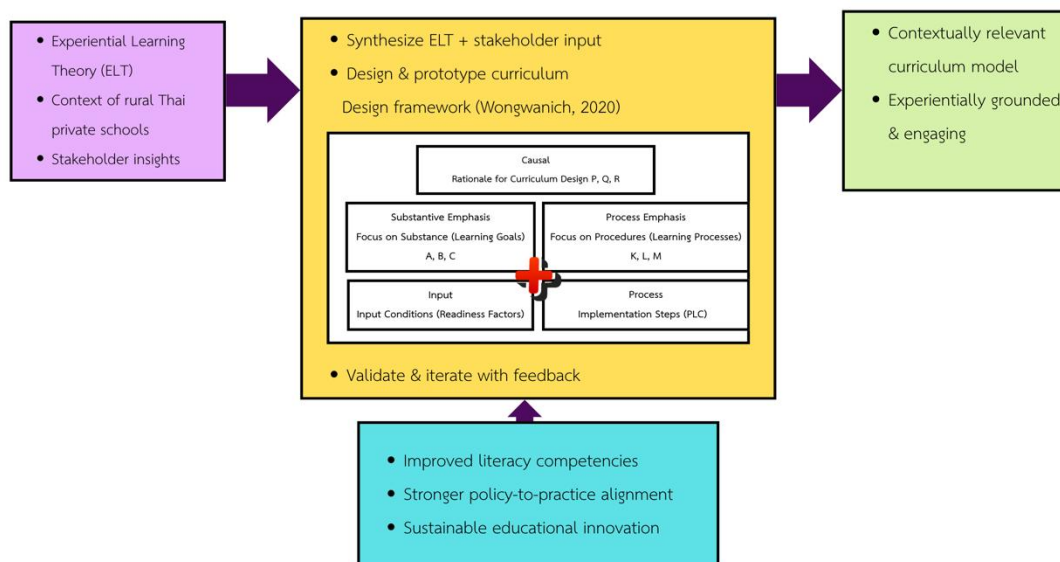 • Experiential Learning
Theory (ELT)
• Context of rural Thai
private schools
• Stakeholder insights
• Synthesize ELT + stakeholder input
• Design & prototype curriculum
Design framework (Wongwanich, 2020)
Causal
Rationale for Curriculum Design P, Q, R
Substantive Emphasis
Focus on Substance (Learning Goals)
A, B, C
Process Emphasis
Focus on Procedures (Learning Processes)
K, L, M
Input
Input Conditions (Readiness Factors)
Process
Implementation Steps (PLC)
• Validate & iterate with feedback
• Contextually relevant
curriculum model
• Experientially grounded
& engaging
• Improved literacy competencies
• Stronger policy-to-practice alignment
• Sustainable educational innovation